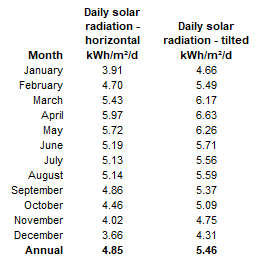 Daily solar radiation - horizontal Daily solar radiation - tilted
Month kWh/m²/d kWh/m²/d
January 3.91 4.66
February 4.70 5.49
March 5.43 6.17
April 5.97 6.63
May 5.72 6.26
June 5.19 5.71
July 5.13 5.56
August 5.14 5.59
September 4.86 5.37
October 4.46 5.09
November 4.02 4.75
December 3.66 4.31
Annual 4.85 5.46